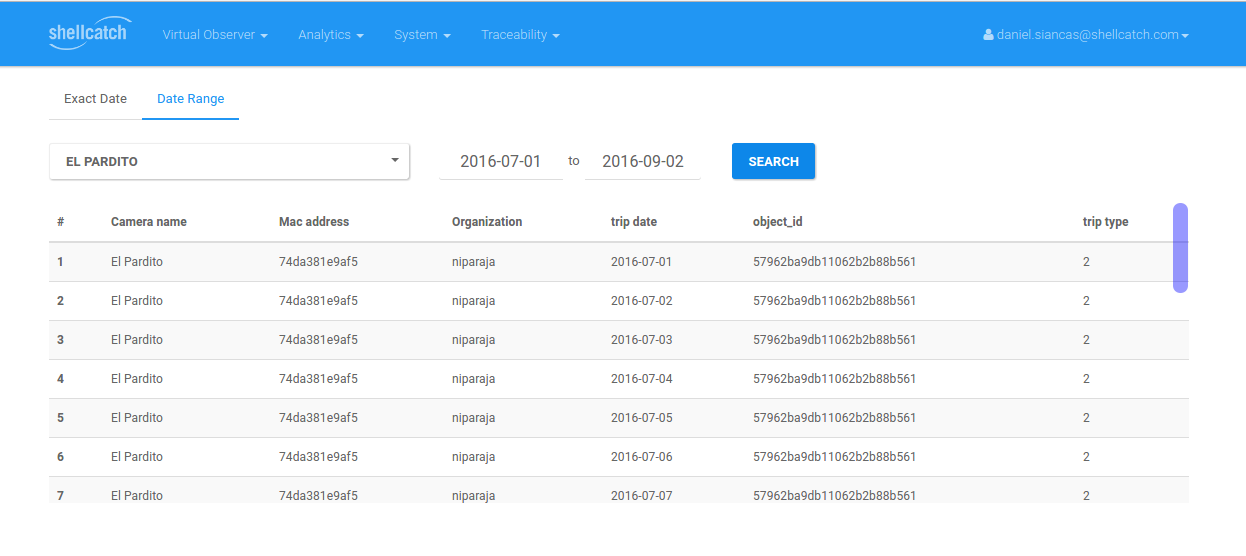 shellcatch Virtual Observer Analytics System Traceability daniel.siancas@shellcatch.com
Exact Date Date Range
EL PARDITO 2016-07-01 to 2016-09-02 SEARCH
# Camera name Mac address Organization trip date object_id trip type
1 El Pardito 74da381e9af5 niparaja 2016-07-01 57962ba9db11062b2b88b561 2
2 El Pardito 74da381e9af5 niparaja 2016-07-02 57962ba9db11062b2b88b561 2
3 El Pardito 74da381e9af5 niparaja 2016-07-03 57962ba9db11062b2b88b561 2
4 El Pardito 74da381e9af5 niparaja 2016-07-04 57962ba9db11062b2b88b561 2
5 El Pardito 74da381e9af5 niparaja 2016-07-05 57962ba9db11062b2b88b561 2
6 El Pardito 74da381e9af5 niparaja 2016-07-06 57962ba9db11062b2b88b561 2
7 El Pardito 74da381e9af5 niparaja 2016-07-07 57962ba9db11062b2b88b561 2